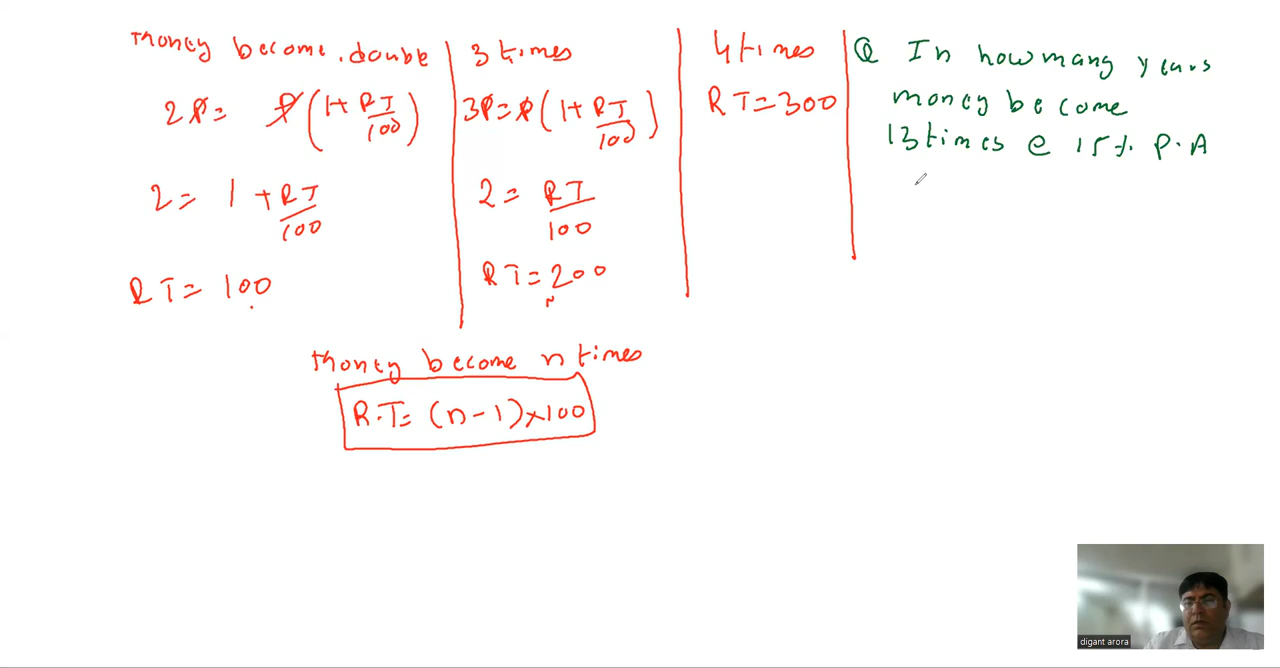 money become double
2P = P(1 + RT/100)
2 = 1 + RT/100
RT = 100
3 times
3P = P(1 + RT/100)
2 = RT/100
RT = 200
4 times
RT = 300
Q In how many years
money become
13 times @ 15% P.A
money become n times
R.T = (n - 1) × 100
digant arora